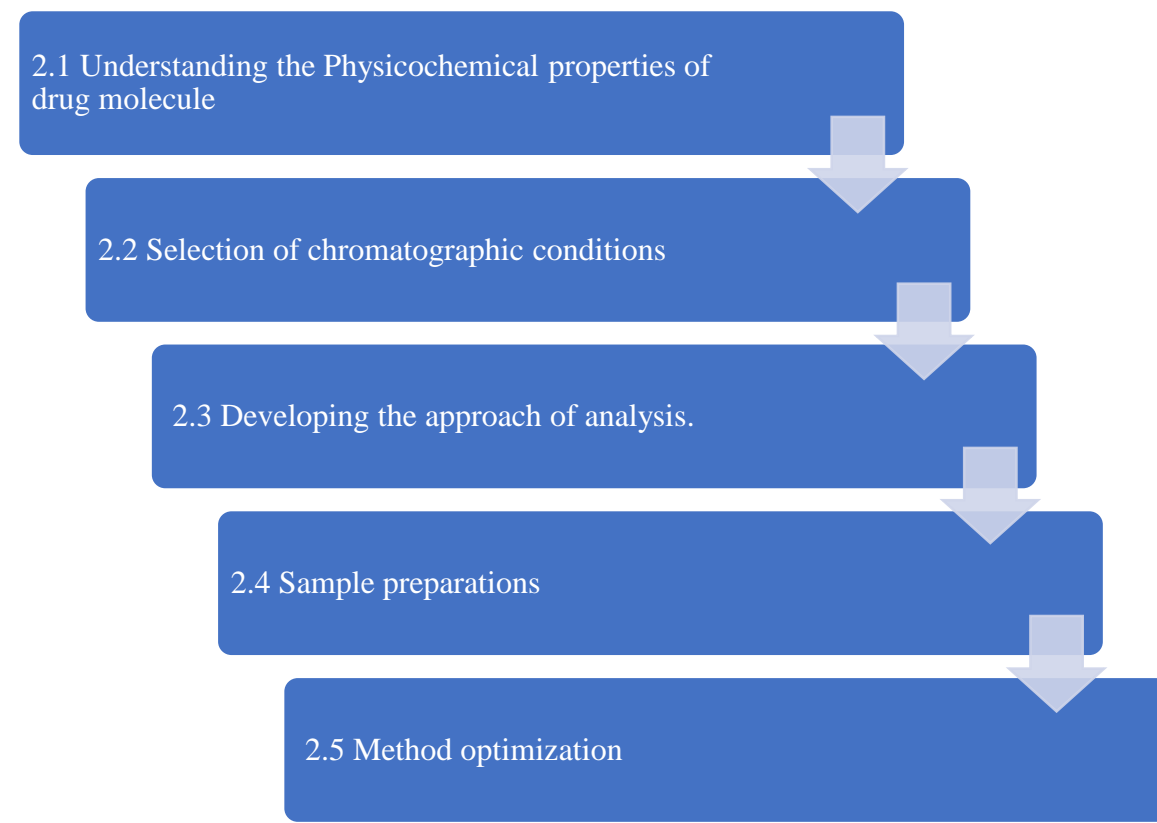 2.1 Understanding the Physicochemical properties of
drug molecule
2.2 Selection of chromatographic conditions
2.3 Developing the approach of analysis.
2.4 Sample preparations
2.5 Method optimization